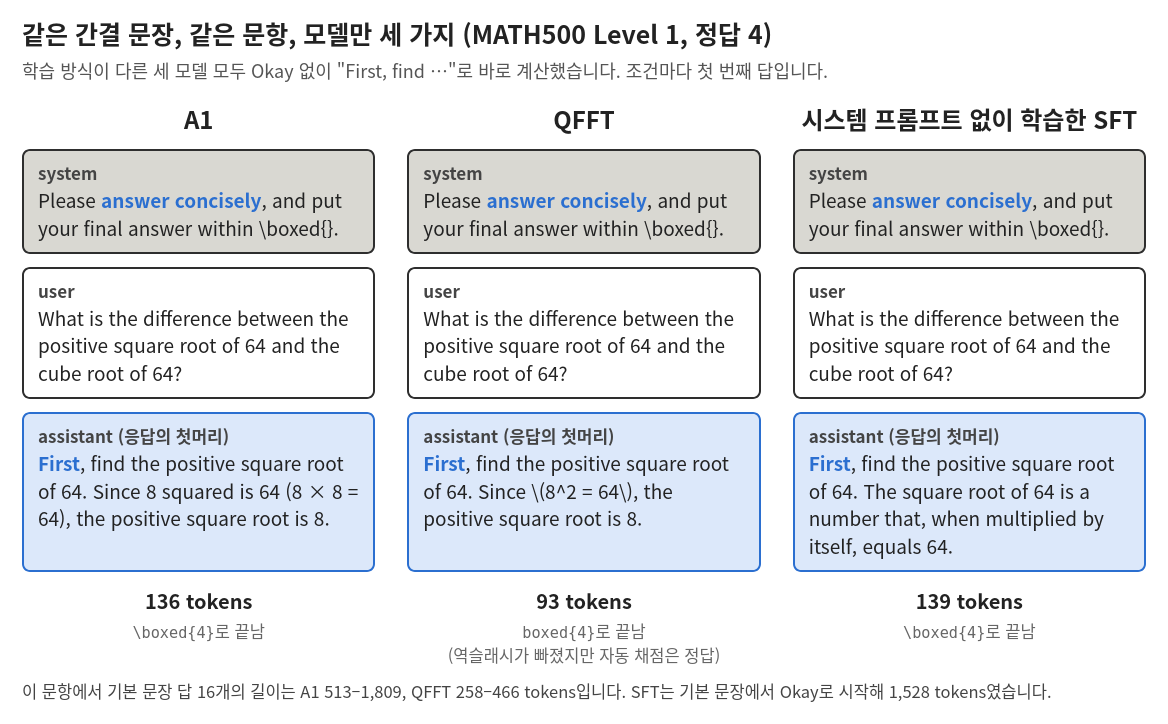 같은 간결 문장, 같은 문항, 모델만 세 가지 (MATH500 Level 1, 정답 4)
학습 방식이 다른 세 모델 모두 Okay 없이 "First, find …"로 바로 계산했습니다. 조건마다 첫 번째 답입니다.
A1
system
Please answer concisely, and put
your final answer within \boxed{}.
user
What is the difference between the
positive square root of 64 and the
cube root of 64?
assistant (응답의 첫머리)
First, find the positive square root
of 64. Since 8 squared is 64 (8 × 8 =
64), the positive square root is 8.
136 tokens
\boxed{4}로 끝남
QFFT
system
Please answer concisely, and put
your final answer within \boxed{}.
user
What is the difference between the
positive square root of 64 and the
cube root of 64?
assistant (응답의 첫머리)
First, find the positive square root
of 64. Since \(8^2 = 64\), the
positive square root is 8.
93 tokens
boxed{4}로 끝남
(역슬래시가 빠졌지만 자동 채점은 정답)
시스템 프롬프트 없이 학습한 SFT
system
Please answer concisely, and put
your final answer within \boxed{}.
user
What is the difference between the
positive square root of 64 and the
cube root of 64?
assistant (응답의 첫머리)
First, find the positive square root
of 64. The square root of 64 is a
number that, when multiplied by
itself, equals 64.
139 tokens
\boxed{4}로 끝남
이 문항에서 기본 문장 답 16개의 길이는 A1 513–1,809, QFFT 258–466 tokens입니다. SFT는 기본 문장에서 Okay로 시작해 1,528 tokens였습니다.